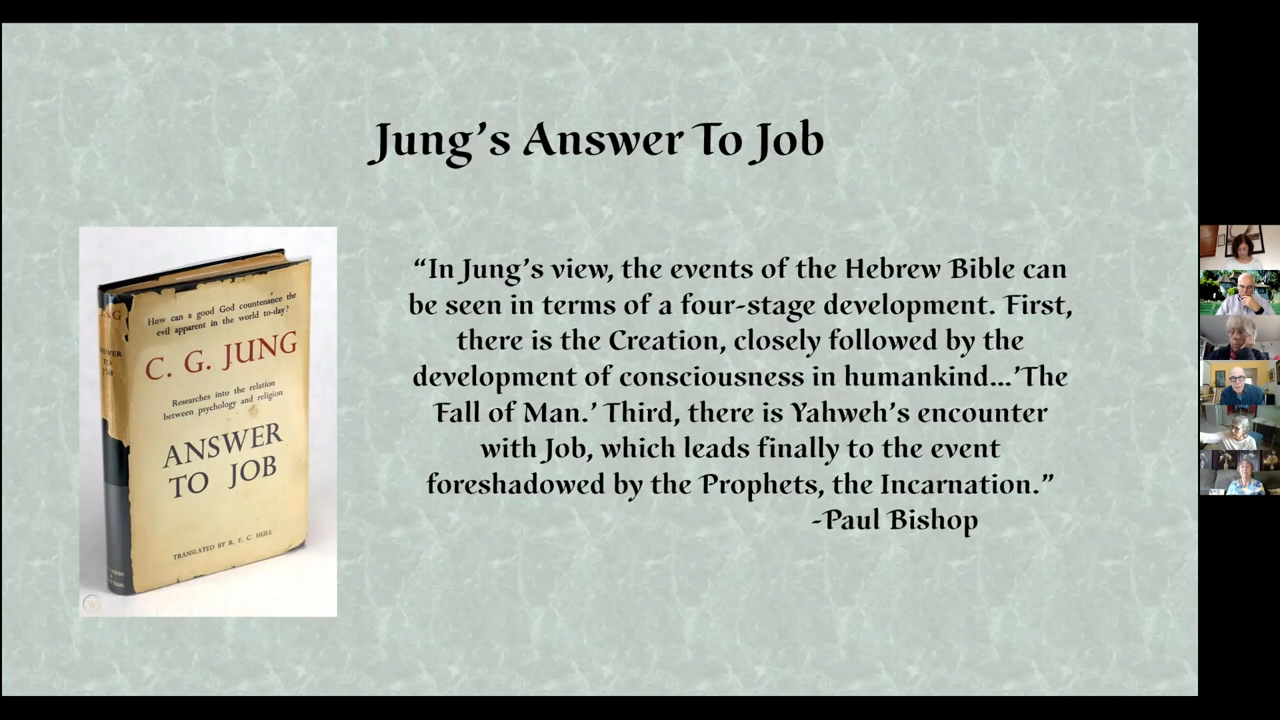 Jung’s Answer To Job
How can a good God countenance the
evil apparent in the world to-day?
C. G. JUNG
Researches into the relation
between psychology and religion
ANSWER
TO JOB
TRANSLATED BY R. F. C. HULL
“In Jung’s view, the events of the Hebrew Bible can
be seen in terms of a four-stage development. First,
there is the Creation, closely followed by the
development of consciousness in humankind...’The
Fall of Man.’ Third, there is Yahweh’s encounter
with Job, which leads finally to the event
foreshadowed by the Prophets, the Incarnation.”
-Paul Bishop